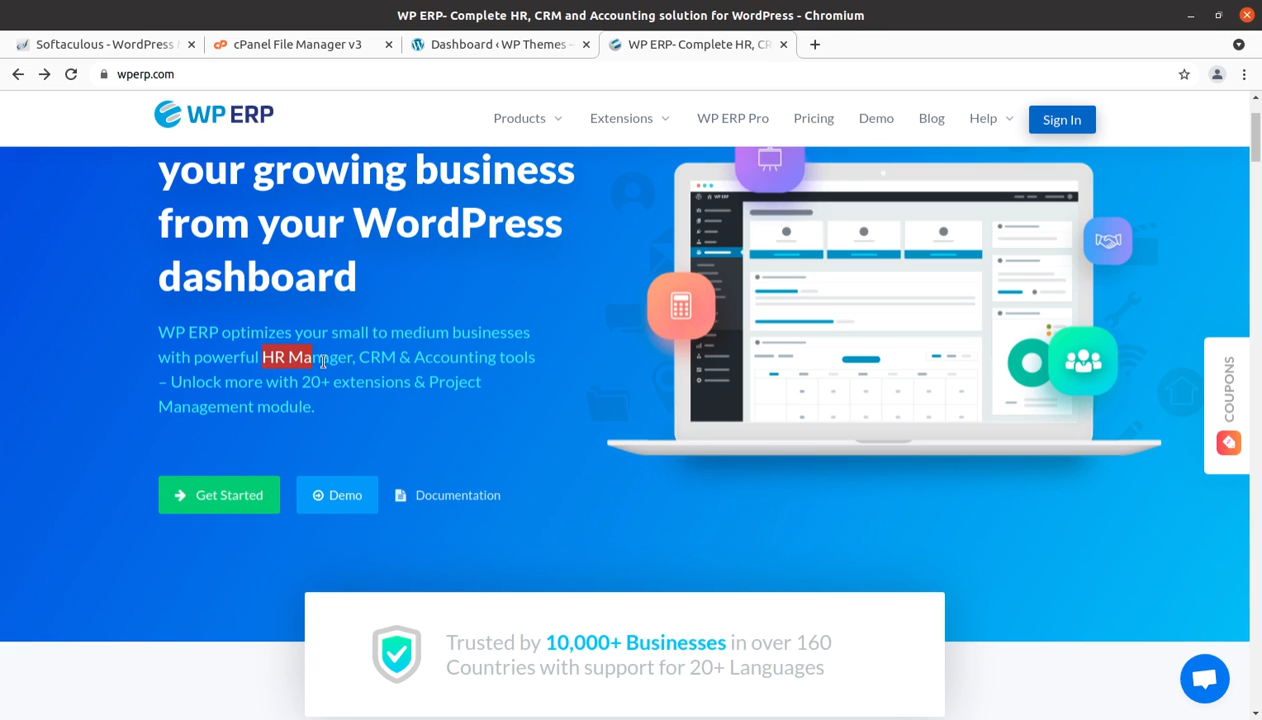 WP ERP- Complete HR, CRM and Accounting solution for WordPress - Chromium
Softaculous - WordPress
cPanel File Manager v3
Dashboard ‹ WP Themes -
WP ERP- Complete HR, CR
wperp.com
WP ERP
Products
Extensions
WP ERP Pro
Pricing
Demo
Blog
Help
Sign In
your growing business
from your WordPress
dashboard
WP ERP optimizes your small to medium businesses
with powerful HR Manger, CRM & Accounting tools
– Unlock more with 20+ extensions & Project
Management module.
Get Started
Demo
Documentation
COUPONS
Trusted by 10,000+ Businesses in over 160
Countries with support for 20+ Languages